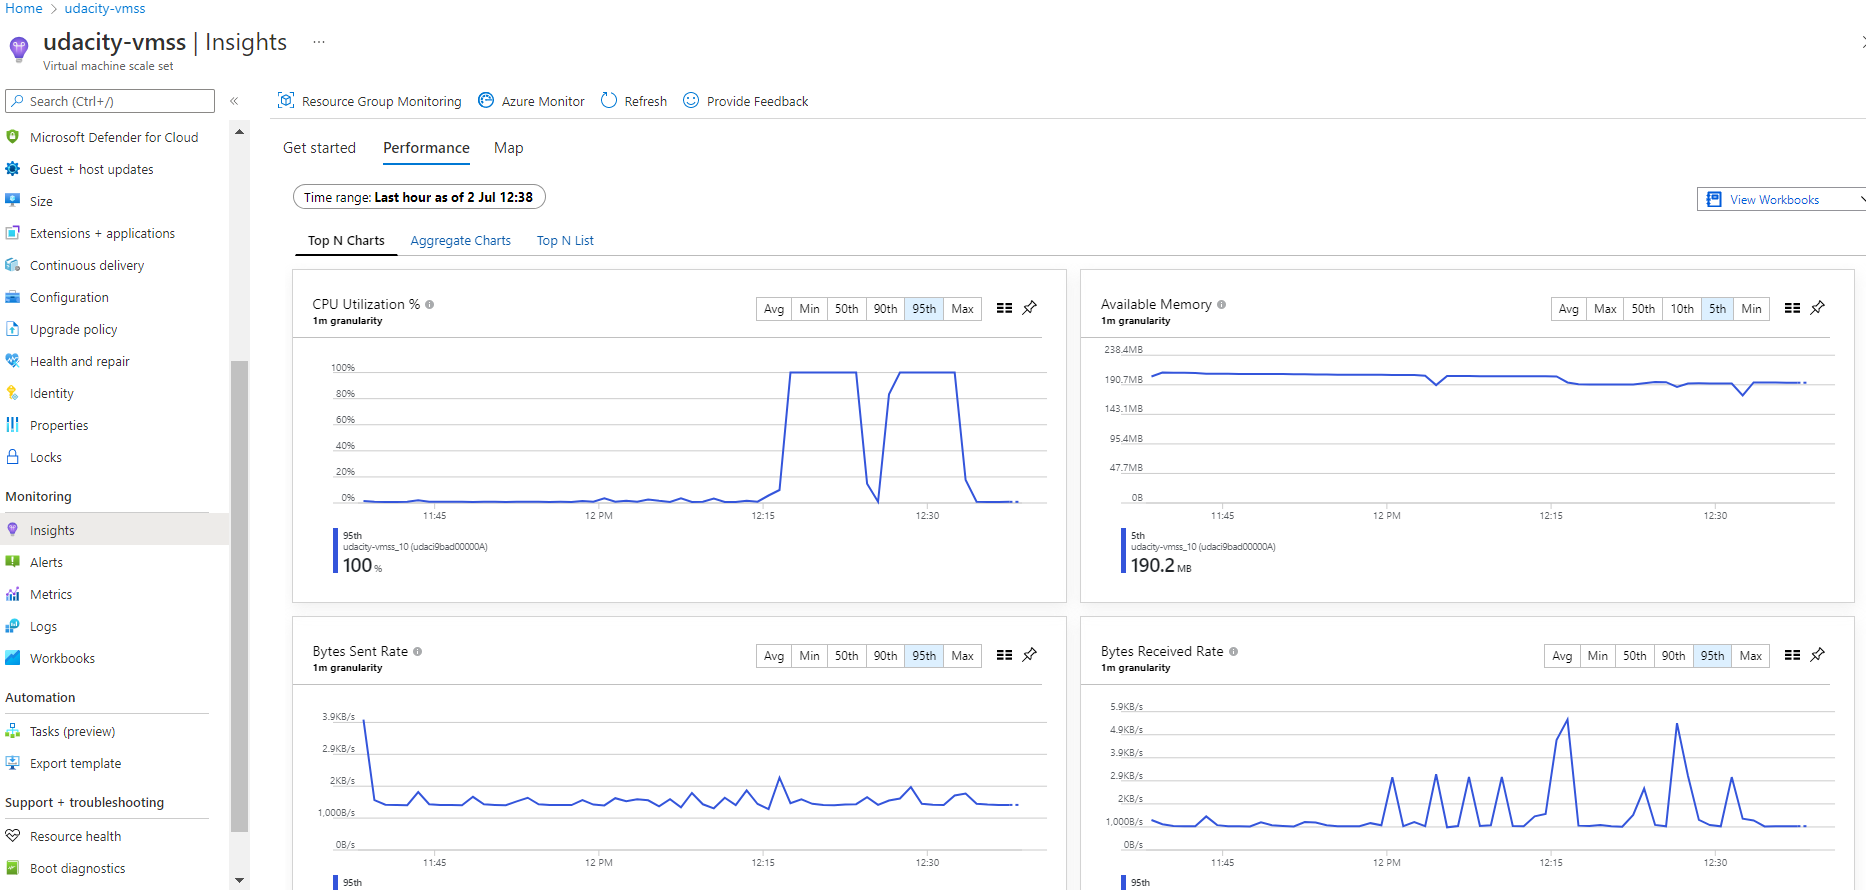 Home > udacity-vmss
udacity-vmss | Insights ...
Virtual machine scale set
Search (Ctrl+/) «
Microsoft Defender for Cloud
Guest + host updates
Size
Extensions + applications
Continuous delivery
Configuration
Upgrade policy
Health and repair
Identity
Properties
Locks
Monitoring
Insights
Alerts
Metrics
Logs
Workbooks
Automation
Tasks (preview)
Export template
Support + troubleshooting
Resource health
Boot diagnostics
Resource Group Monitoring Azure Monitor Refresh Provide Feedback
Get started Performance Map
Time range: Last hour as of 2 Jul 12:38
View Workbooks
Top N Charts Aggregate Charts Top N List
CPU Utilization %
1m granularity
Avg Min 50th 90th 95th Max
100%
80%
60%
40%
20%
0%
11:45 12 PM 12:15 12:30
95th
udacity-vmss_10 (udaci9bad00000A)
100 %
Available Memory
1m granularity
Avg Max 50th 10th 5th Min
238.4MB
190.7MB
143.1MB
95.4MB
47.7MB
0B
11:45 12 PM 12:15 12:30
5th
udacity-vmss_10 (udaci9bad00000A)
190.2 MB
Bytes Sent Rate
1m granularity
Avg Min 50th 90th 95th Max
3.9KB/s
2.9KB/s
2KB/s
1,000B/s
0B/s
11:45 12 PM 12:15 12:30
95th
Bytes Received Rate
1m granularity
Avg Min 50th 90th 95th Max
5.9KB/s
4.9KB/s
3.9KB/s
2.9KB/s
2KB/s
1,000B/s
0B/s
11:45 12 PM 12:15 12:30
95th